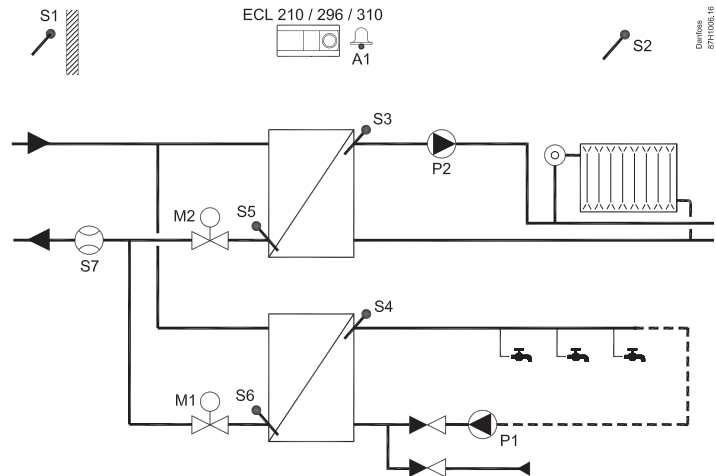 S1
ECL 210 / 296 / 310
A1
S2
Danfoss
87H1006.16
S3
P2
M2
S5
S7
S4
M1
S6
P1